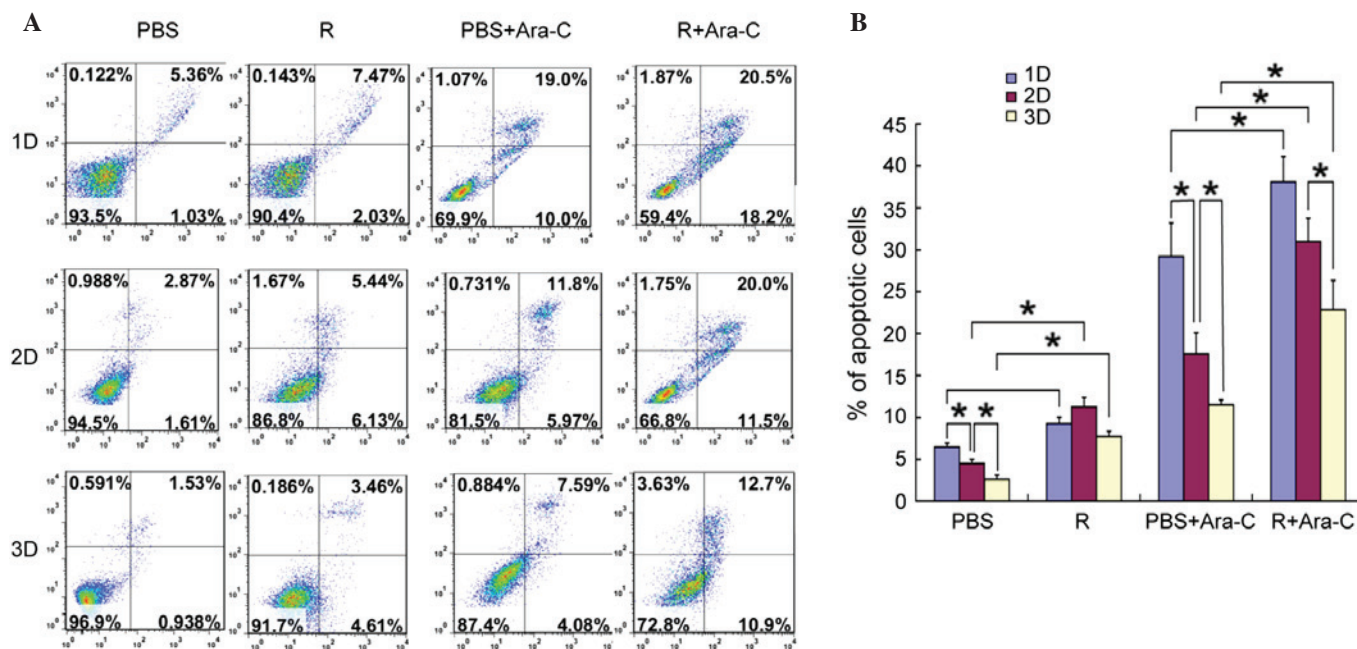 A
PBS R PBS+Ara-C R+Ara-C
1D
0.122% 5.36%
93.5% 1.03%
0.143% 7.47%
90.4% 2.03%
1.07% 19.0%
69.9% 10.0%
1.87% 20.5%
59.4% 18.2%
2D
0.988% 2.87%
94.5% 1.61%
1.67% 5.44%
86.8% 6.13%
0.731% 11.8%
81.5% 5.97%
1.75% 20.0%
66.8% 11.5%
3D
0.591% 1.53%
96.9% 0.938%
0.186% 3.46%
91.7% 4.61%
0.884% 7.59%
87.4% 4.08%
3.63% 12.7%
72.8% 10.9%
B
1D
2D
3D
% of apoptotic cells
45
40
35
30
25
20
15
10
5
0
* * *
* * *
* *
* *
PBS R PBS+Ara-C R+Ara-C